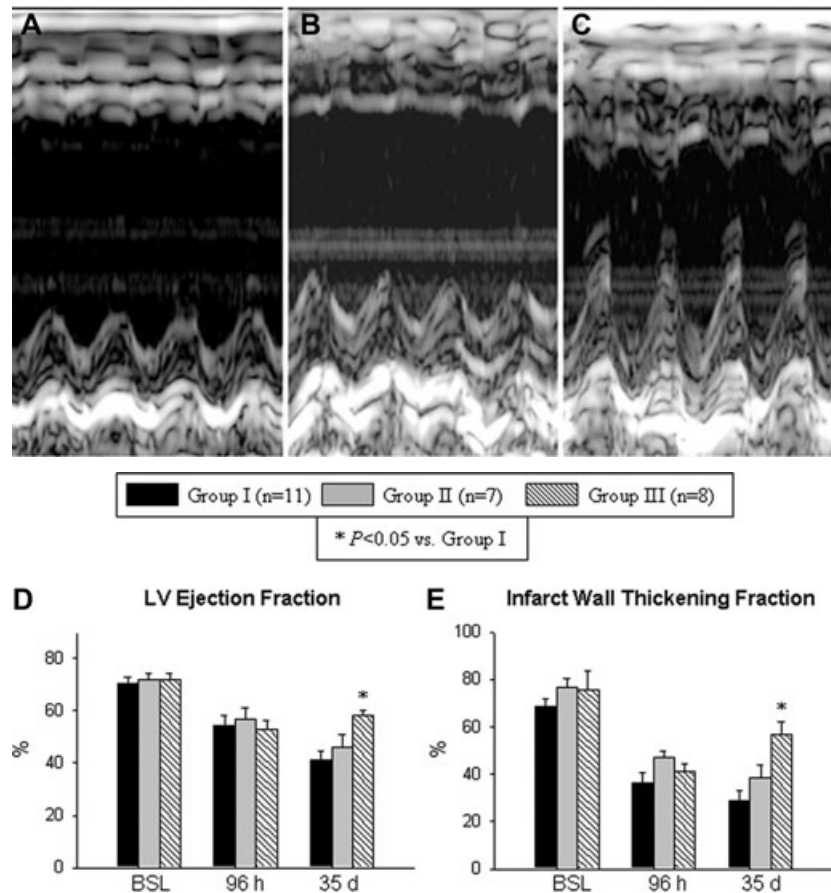 A B C
Group I (n=11) Group II (n=7) Group III (n=8)
* P<0.05 vs. Group I
D LV Ejection Fraction
80
60
40
20
0
%
*
BSL 96 h 35 d
E Infarct Wall Thickening Fraction
100
80
60
40
20
0
%
*
BSL 96 h 35 d